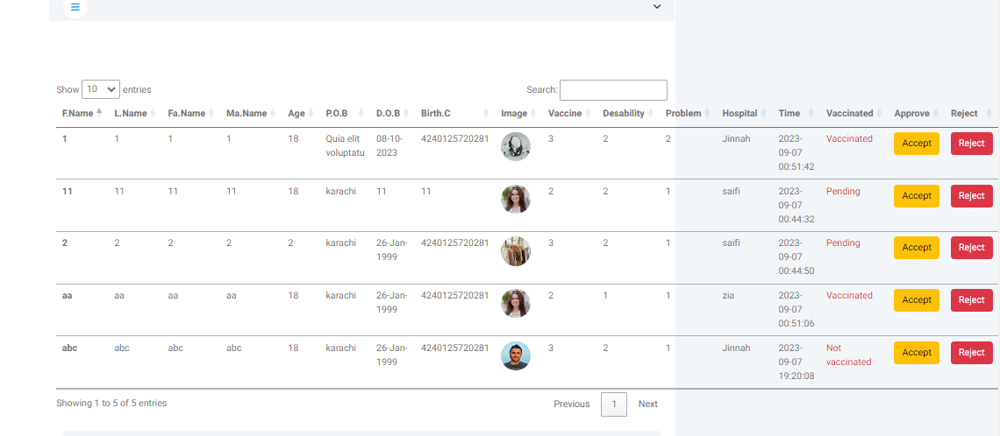 Show 10 entries Search:
F.Name L.Name Fa.Name Ma.Name Age P.O.B D.O.B Birth.C Image Vaccine Desability Problem Hospital Time Vaccinated Approve Reject
1 1 1 1 18 Quia elit 08-10- 4240125720281 3 2 2 Jinnah 2023- Vaccinated Accept Reject
voluptatu 2023 09-07
00:51:42
11 11 11 11 18 karachi 11 11 2 2 1 saifi 2023- Pending Accept Reject
09-07
00:44:32
2 2 2 2 2 karachi 26-Jan- 4240125720281 3 2 1 saifi 2023- Pending Accept Reject
1999 09-07
00:44:50
aa aa aa aa 18 karachi 26-Jan- 4240125720281 2 1 1 zia 2023- Vaccinated Accept Reject
1999 09-07
00:51:06
abc abc abc abc 18 karachi 26-Jan- 4240125720281 3 2 1 Jinnah 2023- Not Accept Reject
1999 09-07 vaccinated
19:20:08
Showing 1 to 5 of 5 entries Previous 1 Next